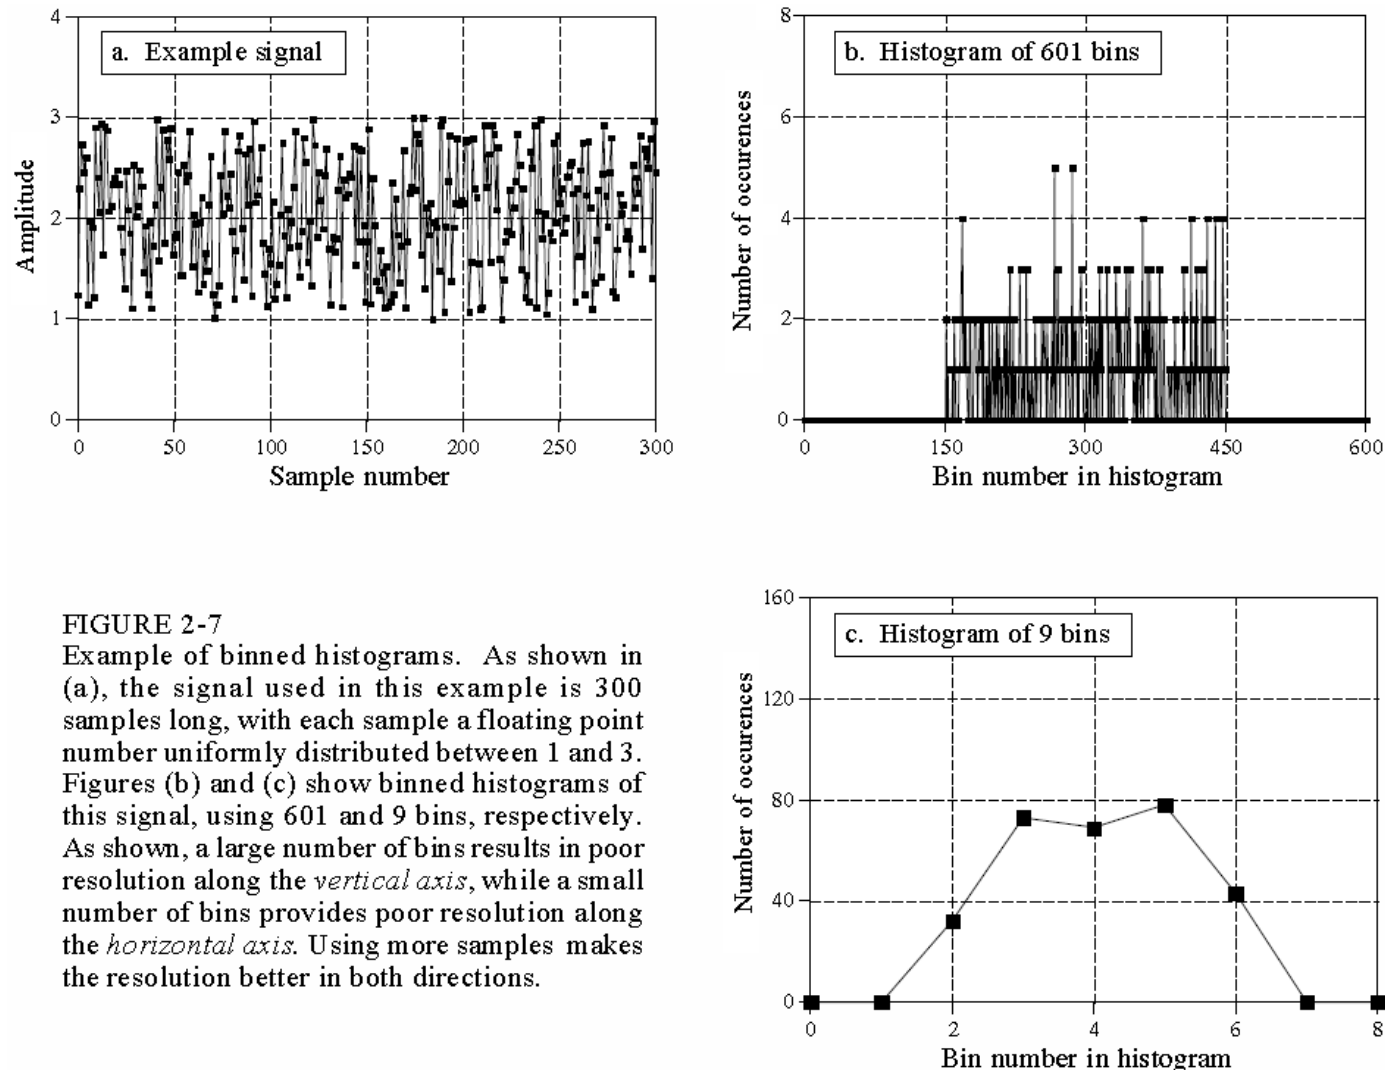 a. Example signal
Amplitude
4
3
2
1
0
0 50 100 150 200 250 300
Sample number
b. Histogram of 601 bins
Number of occurences
8
6
4
2
0
0 150 300 450 600
Bin number in histogram
FIGURE 2-7
Example of binned histograms. As shown in
(a), the signal used in this example is 300
samples long, with each sample a floating point
number uniformly distributed between 1 and 3.
Figures (b) and (c) show binned histograms of
this signal, using 601 and 9 bins, respectively.
As shown, a large number of bins results in poor
resolution along the vertical axis, while a small
number of bins provides poor resolution along
the horizontal axis. Using more samples makes
the resolution better in both directions.
c. Histogram of 9 bins
Number of occurences
160
120
80
40
0
0 2 4 6 8
Bin number in histogram